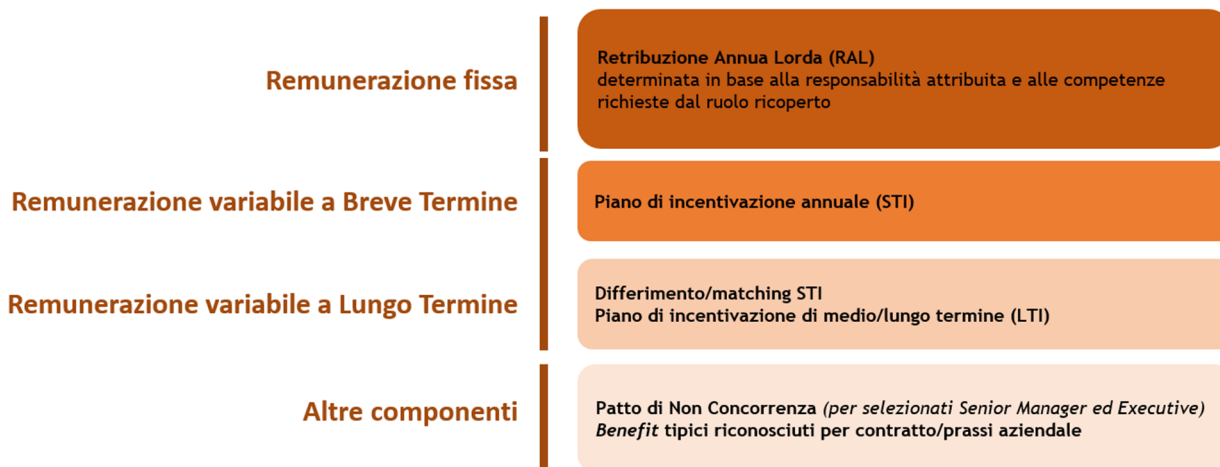 Remunerazione fissa
Retribuzione Annua Lorda (RAL)
determinata in base alla responsabilità attribuita e alle competenze
richieste dal ruolo ricoperto
Remunerazione variabile a Breve Termine
Piano di incentivazione annuale (STI)
Remunerazione variabile a Lungo Termine
Differimento/matching STI
Piano di incentivazione di medio/lungo termine (LTI)
Altre componenti
Patto di Non Concorrenza (per selezionati Senior Manager ed Executive)
Benefit tipici riconosciuti per contratto/prassi aziendale